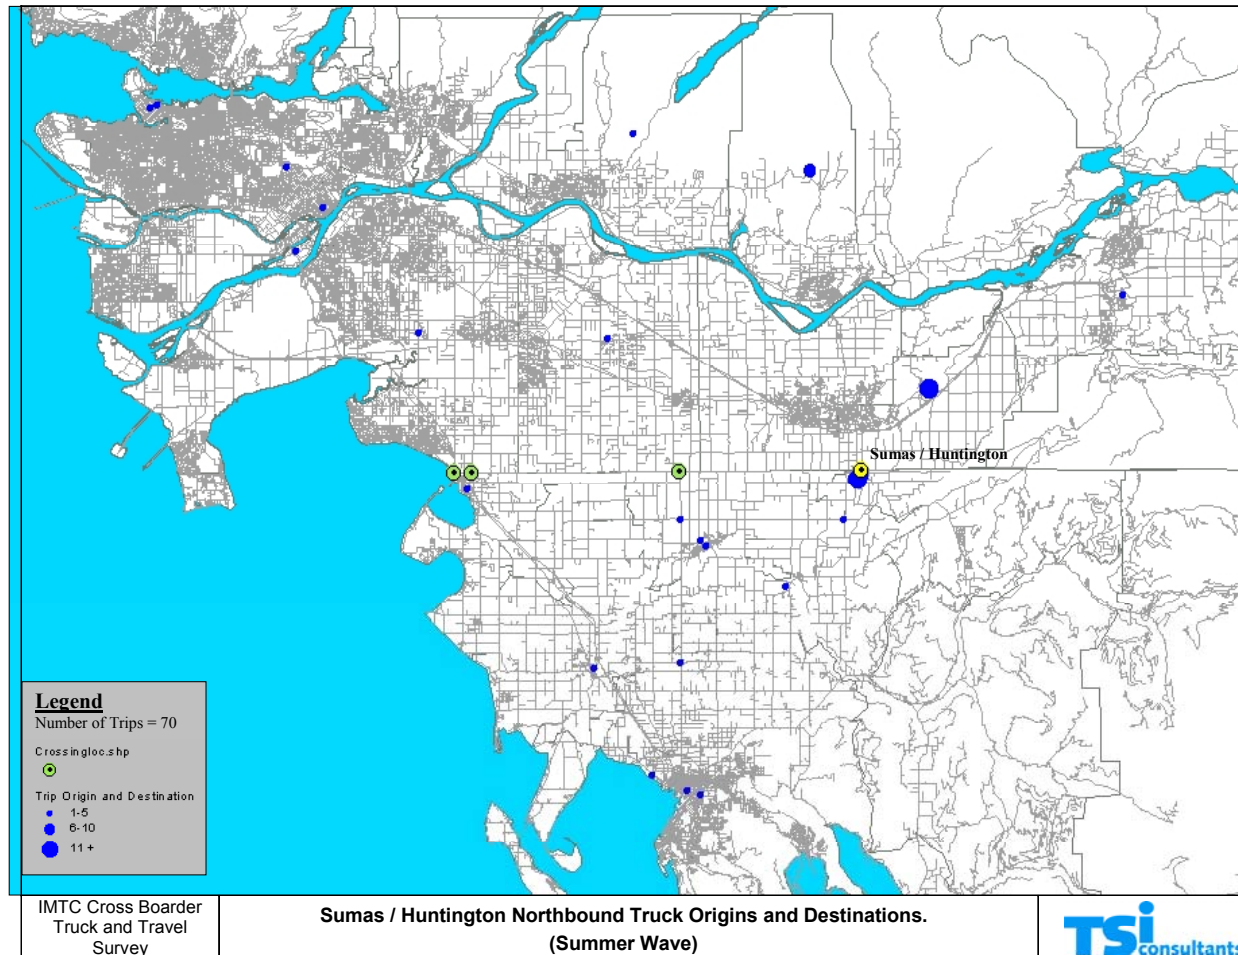 Sumas / Huntington
Legend
Number of Trips = 70
Crossingloc.shp
Trip Origin and Destination
1-5
6-10
11 +
IMTC Cross Boarder
Truck and Travel
Survey
Sumas / Huntington Northbound Truck Origins and Destinations.
(Summer Wave)
TSi
consultants